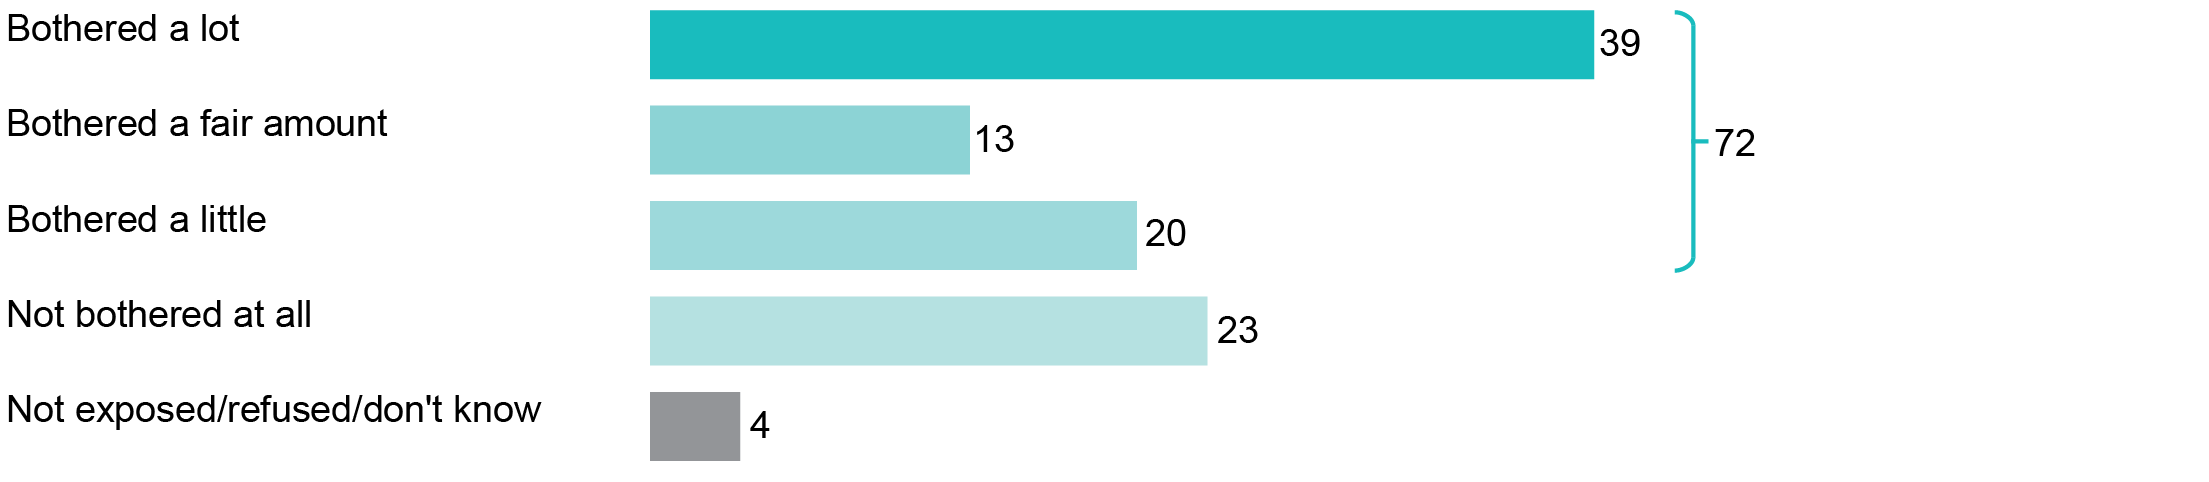 Bothered a lot 39
Bothered a fair amount 13
72
Bothered a little 20
Not bothered at all 23
Not exposed/refused/don't know 4